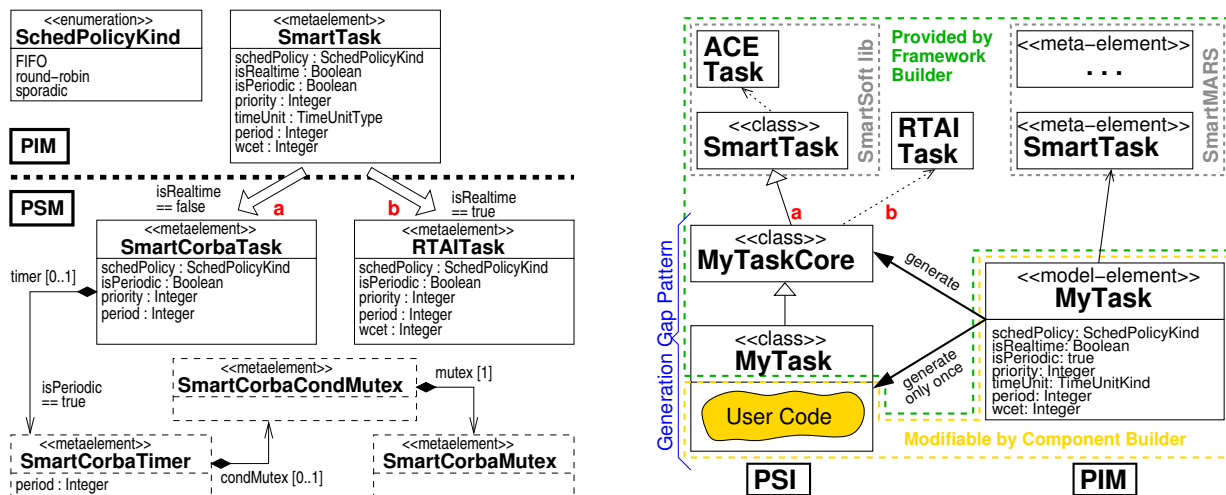 <<enumeration>>
SchedPolicyKind
FIFO
round-robin
sporadic
<<metaelement>>
SmartTask
schedPolicy : SchedPolicyKind
isRealtime : Boolean
isPeriodic : Boolean
priority : Integer
timeUnit : TimeUnitType
period : Integer
wcet : Integer
PIM
PSM
isRealtime
== false
a
b
isRealtime
== true
<<metaelement>>
SmartCorbaTask
schedPolicy : SchedPolicyKind
isPeriodic : Boolean
priority : Integer
period : Integer
<<metaelement>>
RTAITask
schedPolicy : SchedPolicyKind
isPeriodic : Boolean
priority : Integer
period : Integer
wcet : Integer
timer [0..1]
isPeriodic
== true
<<metaelement>>
SmartCorbaCondMutex
mutex [1]
<<metaelement>>
SmartCorbaTimer
period : Integer
condMutex [0..1]
<<metaelement>>
SmartCorbaMutex
ACE
Task
<<class>>
SmartTask
SmartSoft lib
Provided by
Framework
Builder
RTAI
Task
<<meta-element>>
. . .
<<meta-element>>
SmartTask
SmartMARS
a
b
Generation Gap Pattern
<<class>>
MyTaskCore
<<class>>
MyTask
User Code
generate
generate
only once
<<model-element>>
MyTask
schedPolicy: SchedPolicyKind
isRealtime: Boolean
isPeriodic: true
priority: Integer
timeUnit: TimeUnitKind
period: Integer
wcet: Integer
Modifiable by Component Builder
PSI
PIM